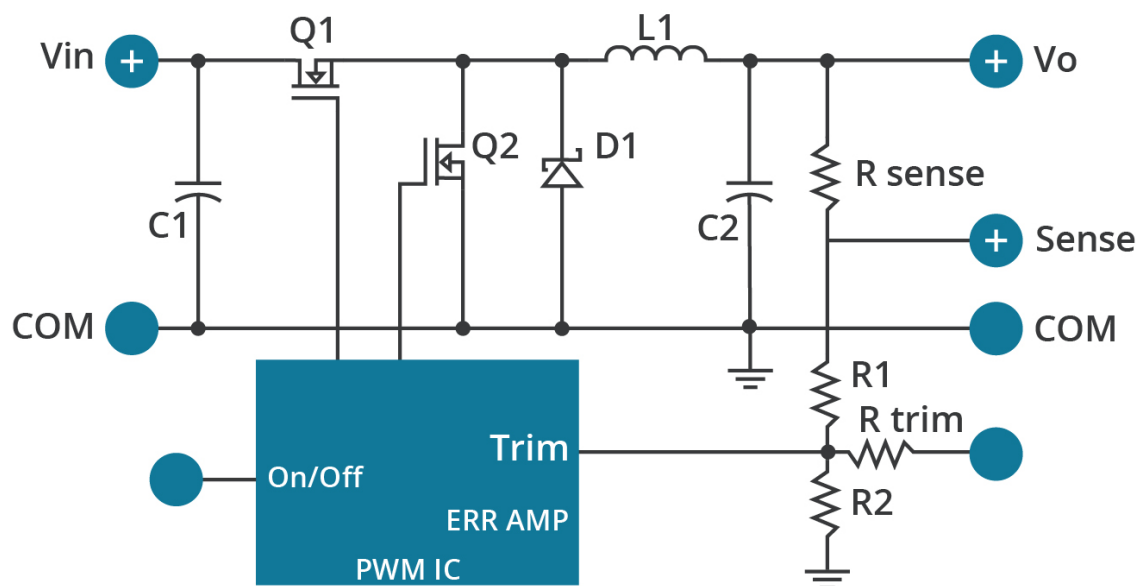 Q1
L1
Vin
+
+
Vo
Q2
D1
R sense
C1
C2
+
Sense
COM
COM
R1
R trim
Trim
On/Off
R2
ERR AMP
PWM IC